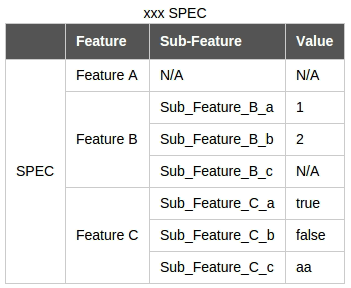 xxx SPEC
Feature Sub-Feature Value
Feature A N/A N/A
Sub_Feature_B_a 1
Feature B Sub_Feature_B_b 2
Sub_Feature_B_c N/A
SPEC
Sub_Feature_C_a true
Feature C Sub_Feature_C_b false
Sub_Feature_C_c aa